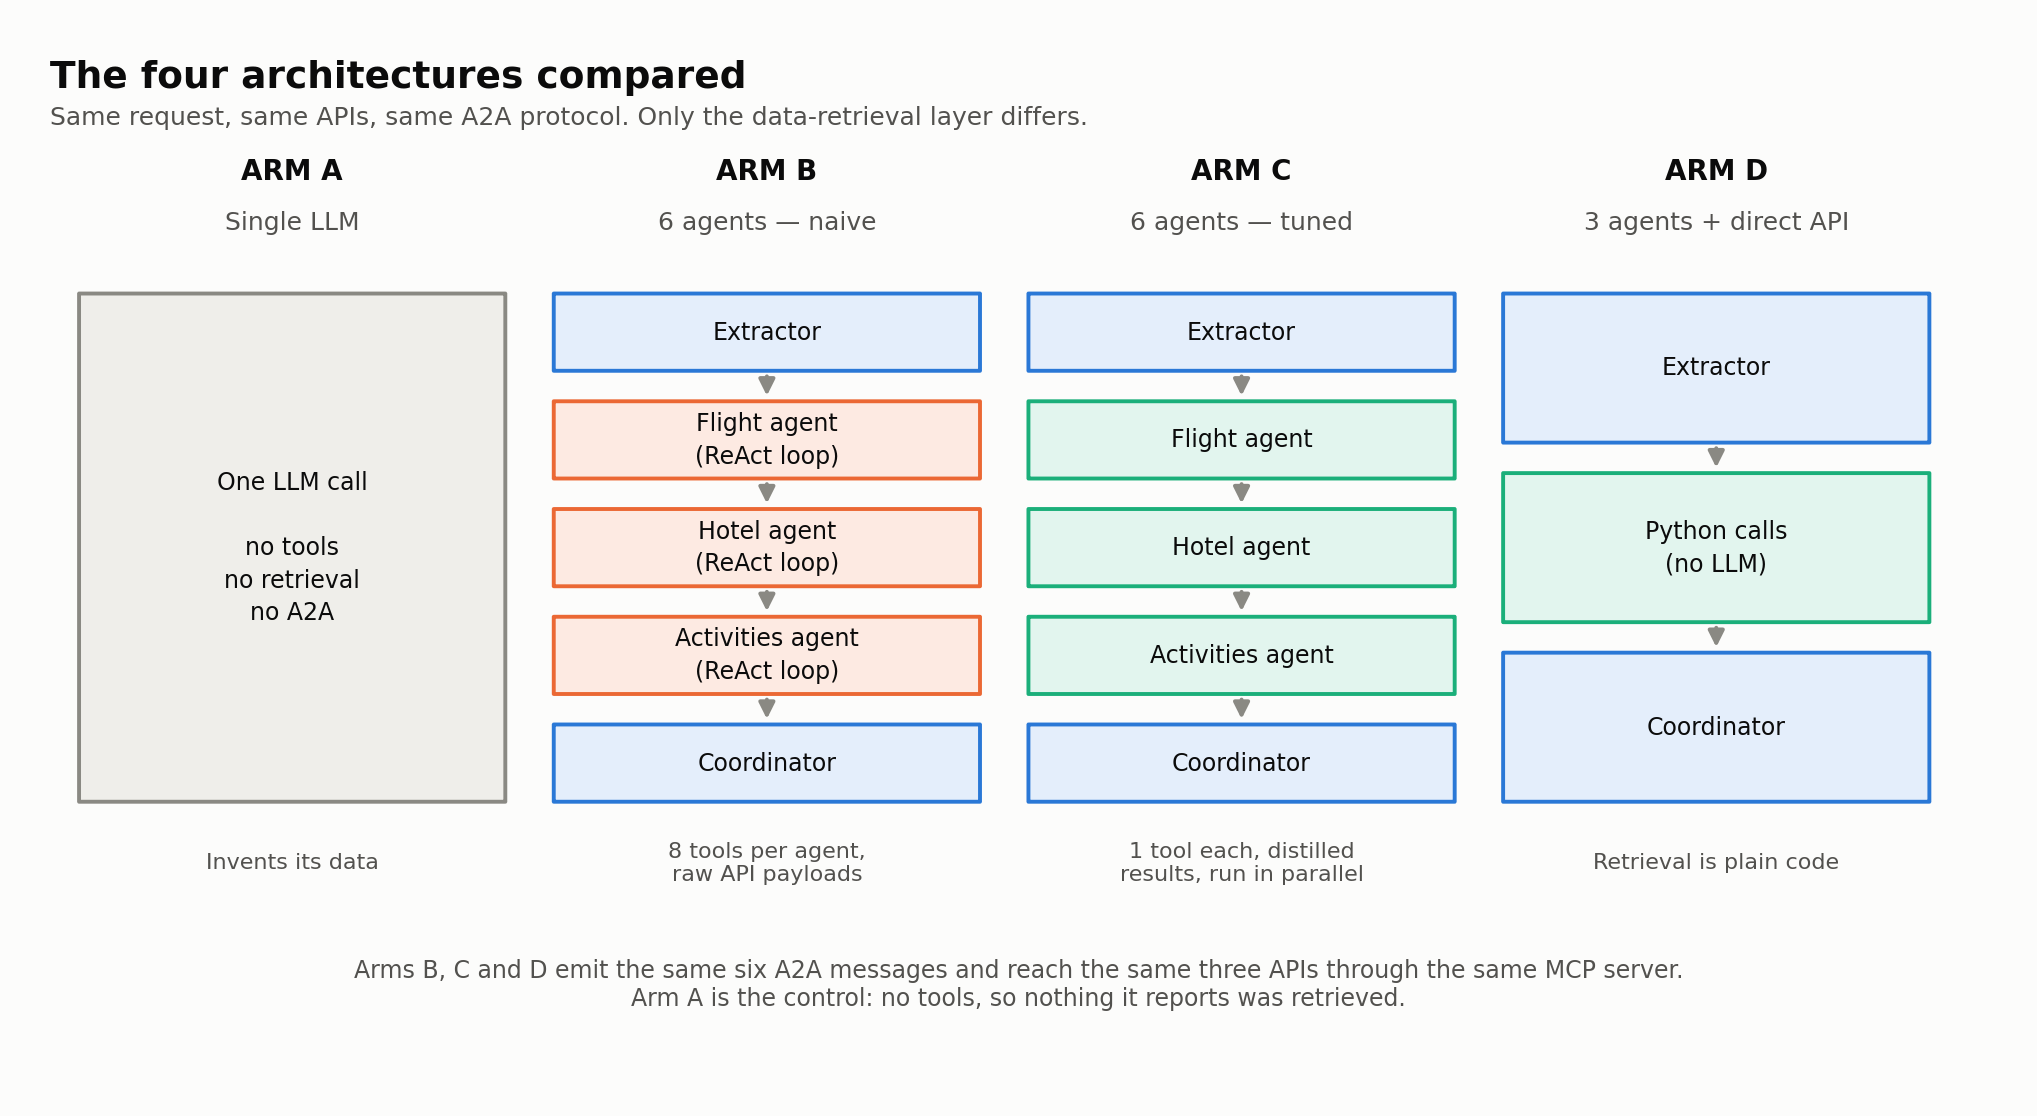 The four architectures compared
Same request, same APIs, same A2A protocol. Only the data-retrieval layer differs.
ARM A
Single LLM
One LLM call
no tools
no retrieval
no A2A
Invents its data
ARM B
6 agents — naive
Extractor
Flight agent
(ReAct loop)
Hotel agent
(ReAct loop)
Activities agent
(ReAct loop)
Coordinator
8 tools per agent,
raw API payloads
ARM C
6 agents — tuned
Extractor
Flight agent
Hotel agent
Activities agent
Coordinator
1 tool each, distilled
results, run in parallel
ARM D
3 agents + direct API
Extractor
Python calls
(no LLM)
Coordinator
Retrieval is plain code
Arms B, C and D emit the same six A2A messages and reach the same three APIs through the same MCP server.
Arm A is the control: no tools, so nothing it reports was retrieved.